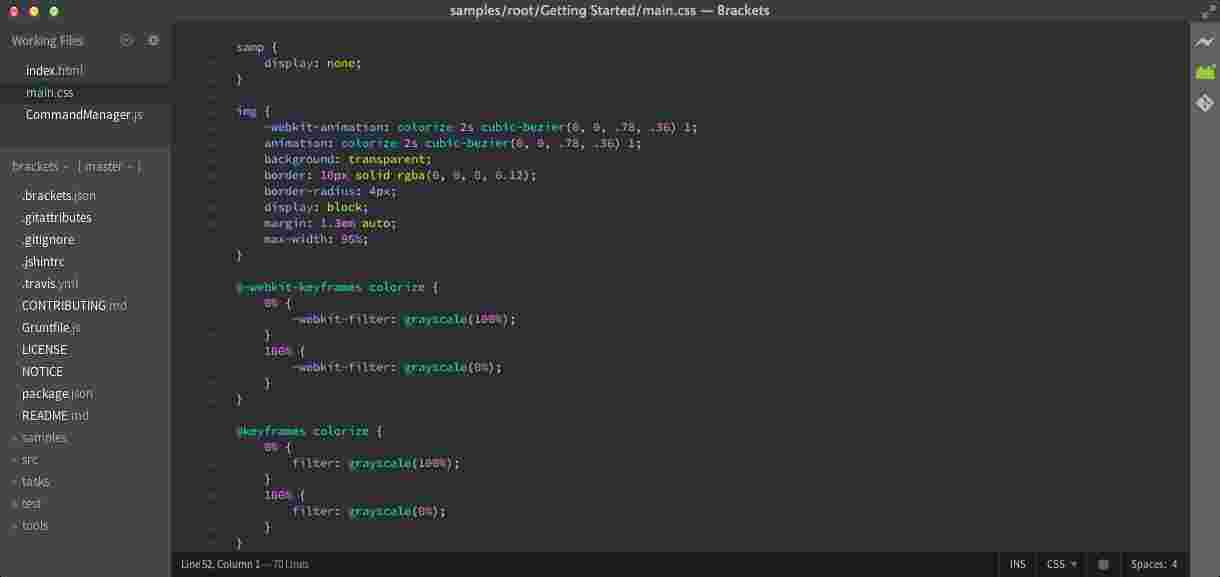 samples/root/Getting Started/main.css — Brackets
Working Files
index.html
main.css
CommandManager.js
brackets
[ master ]
.brackets.json
.gitattributes
.gitignore
.jshintrc
.travis.yml
CONTRIBUTING.md
Gruntfile.js
LICENSE
NOTICE
package.json
README.md
samples
src
tasks
test
tools
samp {
display: none;
}
img {
-webkit-animation: colorize 2s cubic-bezier(0, 0, .78, .36) 1;
animation: colorize 2s cubic-bezier(0, 0, .78, .36) 1;
background: transparent;
border: 10px solid rgba(0, 0, 0, 0.12);
border-radius: 4px;
display: block;
margin: 1.3em auto;
max-width: 95%;
}
@-webkit-keyframes colorize {
0% {
-webkit-filter: grayscale(100%);
}
100% {
-webkit-filter: grayscale(0%);
}
}
@keyframes colorize {
0% {
filter: grayscale(100%);
}
100% {
filter: grayscale(0%);
}
}
Line 52, Column 1 — 70 Lines
INS
CSS
Spaces: 4